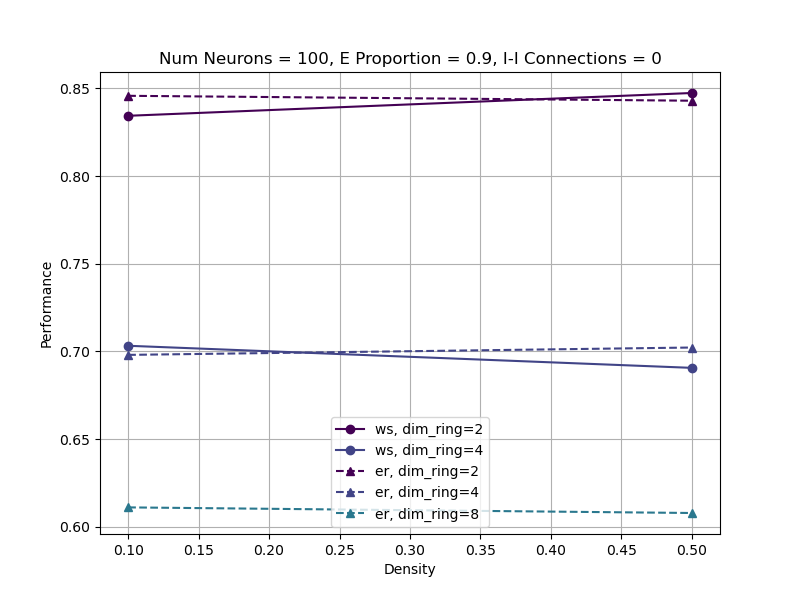 Num Neurons = 100, E Proportion = 0.9, I-I Connections = 0
0.85
0.80
0.75
0.70
0.65
0.60
Performance
ws, dim_ring=2
ws, dim_ring=4
er, dim_ring=2
er, dim_ring=4
er, dim_ring=8
0.10 0.15 0.20 0.25 0.30 0.35 0.40 0.45 0.50
Density